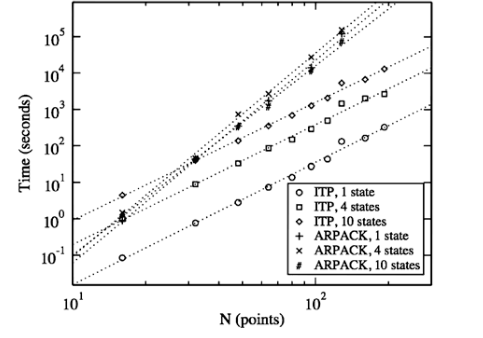 10^5
10^4
10^3
10^2
10^1
10^0
10^-1
Time (seconds)
ITP, 1 state
ITP, 4 states
ITP, 10 states
ARPACK, 1 state
ARPACK, 4 states
ARPACK, 10 states
10^1
10^2
N (points)